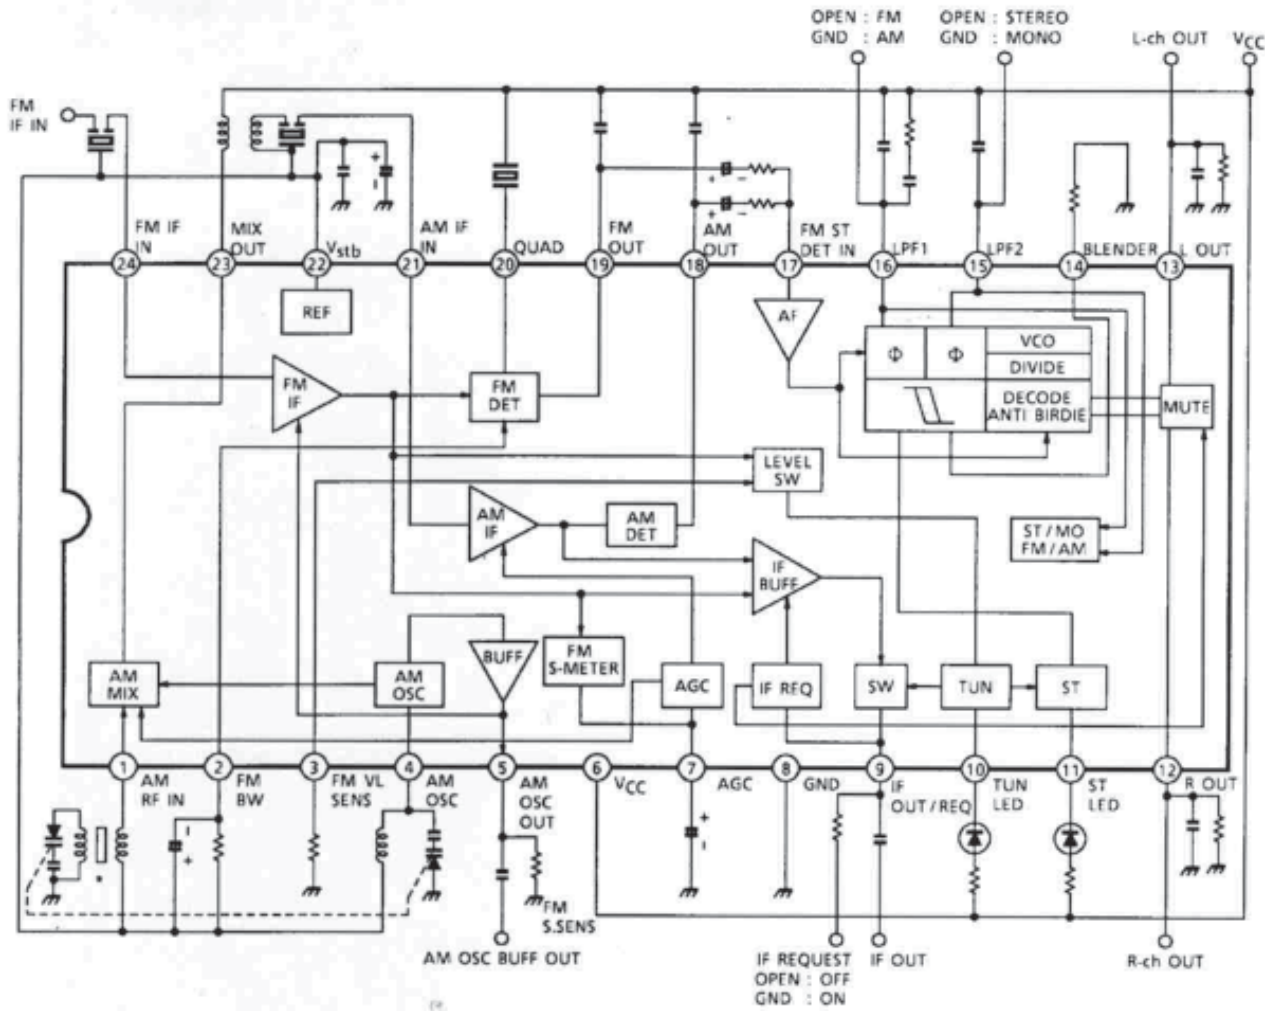 OPEN : FM
GND : AM
OPEN : STEREO
GND : MONO
L-ch OUT
VCC
FM
IF IN
+
-
+
-
+
-
FM IF
IN
MIX
OUT
Vstb
AM IF
IN
QUAD
FM
OUT
AM
OUT
FM ST
DET IN
LPF1
LPF2
BLENDER
L OUT
24
23
22
21
20
19
18
17
16
15
14
13
REF
AF
Φ
Φ
VCO
DIVIDE
DECODE
ANTI BIRDIE
MUTE
FM
IF
FM
DET
LEVEL
SW
AM
IF
AM
DET
ST/MO
FM/AM
IF
BUFF
AM
MIX
AM
OSC
BUFF
FM
S-METER
AGC
IF REQ
SW
TUN
ST
1
2
3
4
5
6
7
8
9
10
11
12
AM
RF IN
FM
BW
FM VL
SENS
AM
OSC
AM
OSC
OUT
VCC
AGC
GND
IF
OUT/REQ
TUN
LED
ST
LED
R OUT
*
-
+
+
-
FM
S.SENS
AM OSC BUFF OUT
IF REQUEST
OPEN : OFF
GND : ON
IF OUT
R-ch OUT